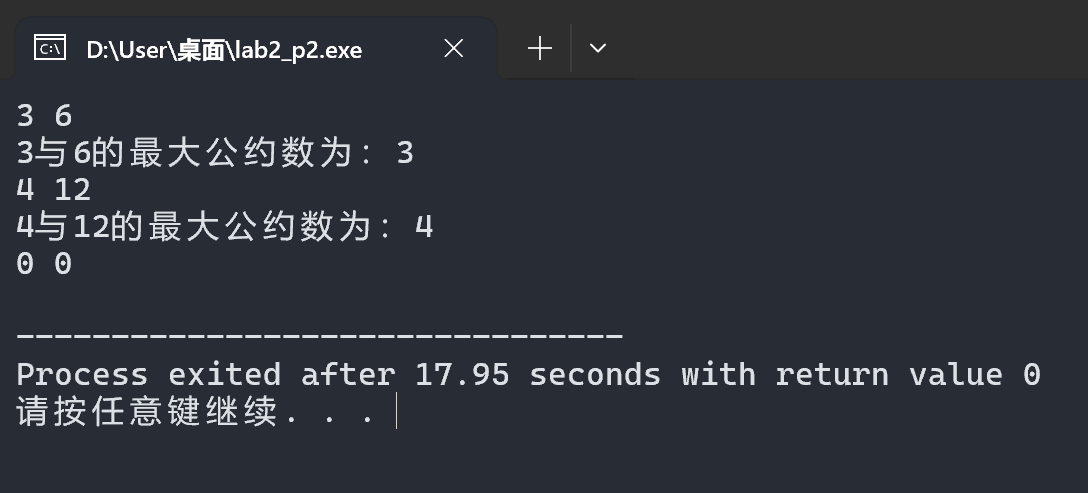 D:\User\桌面\lab2_p2.exe
3 6
3与6的最大公约数为: 3
4 12
4与12的最大公约数为: 4
0 0
--------------------------------
Process exited after 17.95 seconds with return value 0
请按任意键继续. . .